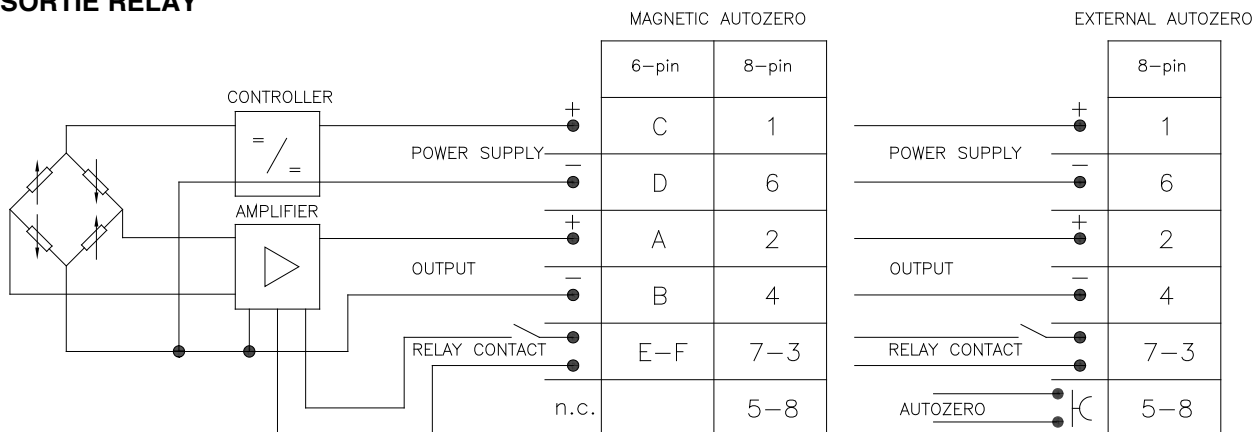 SORTIE RELAY
MAGNETIC AUTOZERO
EXTERNAL AUTOZERO
6-pin 8-pin
8-pin
CONTROLLER
= / =
+ C 1
+ 1
POWER SUPPLY
POWER SUPPLY
- D 6
- 6
AMPLIFIER
+ A 2
+ 2
OUTPUT
OUTPUT
- B 4
- 4
RELAY CONTACT E-F 7-3
RELAY CONTACT 7-3
n.c. 5-8
AUTOZERO 5-8